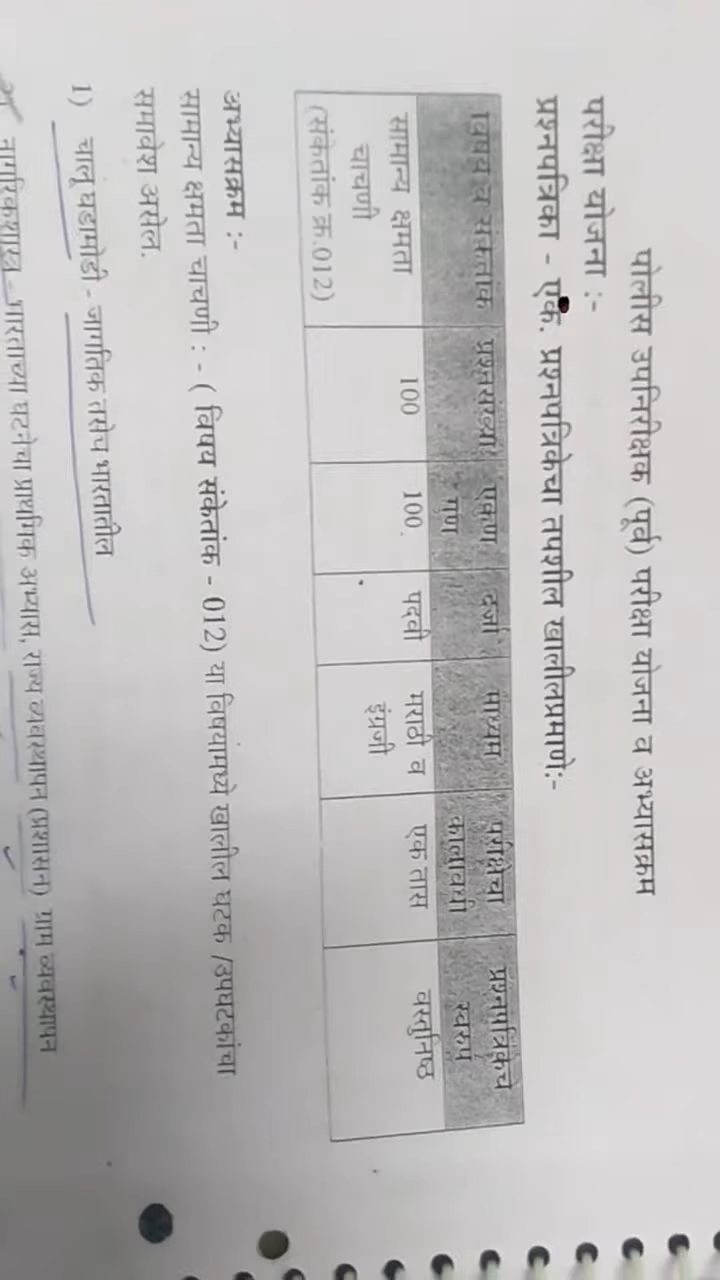 पोलीस उपनिरीक्षक (पूर्व) परीक्षा योजना व अभ्यासक्रम
परीक्षा योजना :-
प्रश्नपत्रिका - एक. प्रश्नपत्रिकेचा तपशील खालीलप्रमाणे:-
विषय व संकेतांक प्रश्नसंख्या एकूण गुण दर्जा माध्यम परीक्षेचा कालावधी प्रश्नपत्रिकेचे स्वरूप
सामान्य क्षमता चाचणी (संकेतांक क्र.012) 100 100 पदवी मराठी व इंग्रजी एक तास वस्तुनिष्ठ
अभ्यासक्रम :-
सामान्य क्षमता चाचणी : - ( विषय संकेतांक - 012) या विषयांमध्ये खालील घटक /उपघटकांचा
समावेश असेल.
1) चालू घडामोडी - जागतिक तसेच भारतातील
नागरिकशास्त्र - भारताच्या घटनेचा प्राथमिक अभ्यास, राज्य व्यवस्थापन (प्रशासन) ग्राम व्यवस्थापन